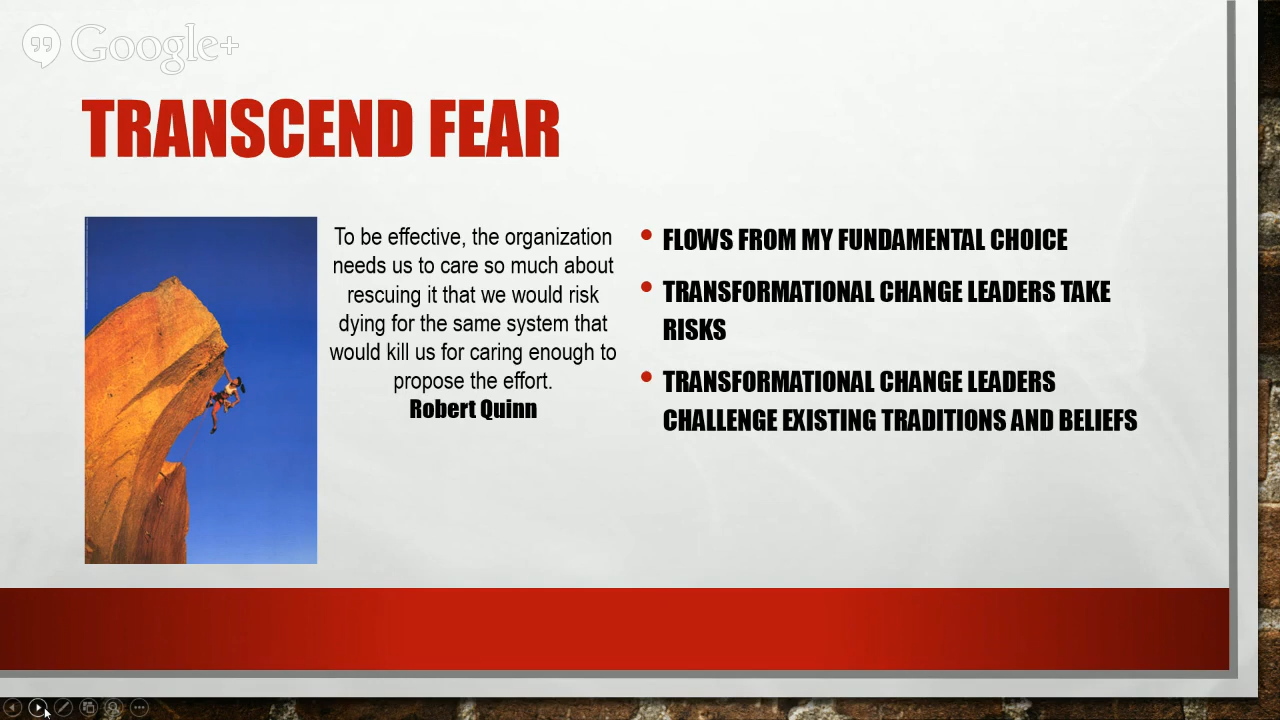 Google+
TRANSCEND FEAR
To be effective, the organization
needs us to care so much about
rescuing it that we would risk
dying for the same system that
would kill us for caring enough to
propose the effort.
Robert Quinn
FLOWS FROM MY FUNDAMENTAL CHOICE
TRANSFORMATIONAL CHANGE LEADERS TAKE
RISKS
TRANSFORMATIONAL CHANGE LEADERS
CHALLENGE EXISTING TRADITIONS AND BELIEFS